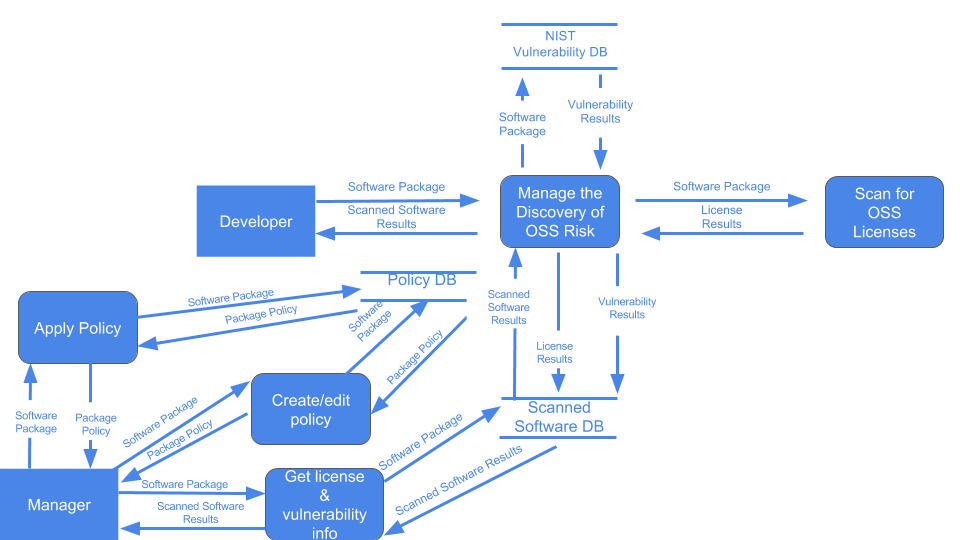 NIST
Vulnerability DB
Software
Package
Vulnerability
Results
Developer
Software Package
Scanned Software
Results
Manage the
Discovery of
OSS Risk
Software Package
License
Results
Scan for
OSS
Licenses
Policy DB
Apply Policy
Software Package
Package Policy
Software
Package
Package Policy
Scanned
Software
Results
License
Results
Vulnerability
Results
Create/edit
policy
Software
Package
Package
Policy
Software Package
Package Policy
Scanned
Software DB
Software Package
Scanned Software Results
Manager
Software Package
Scanned Software
Results
Get license
&
vulnerability
info